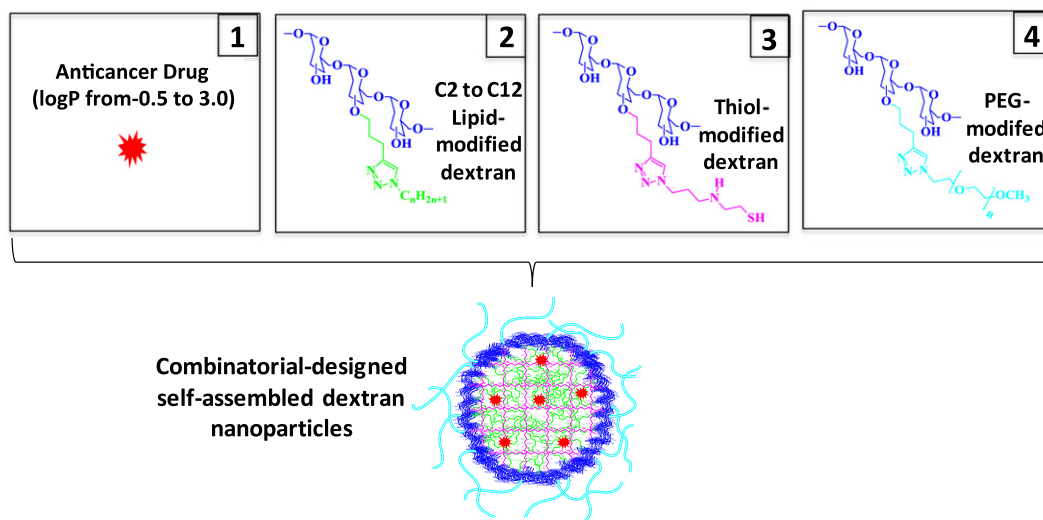 1
Anticancer Drug
(logP from-0.5 to 3.0)
2
O
O
O
O
OH
O
O
O
O
OH
C2 to C12
Lipid-
modified
dextran
N
N
N
CnH2n+1
3
O
O
O
O
OH
O
O
O
O
OH
Thiol-
modified
dextran
N
N
N
H
N
SH
4
O
O
O
O
OH
O
O
O
O
OH
PEG-
modifed
dextran
N
N
N
O
OCH3
n
Combinatorial-designed
self-assembled dextran
nanoparticles